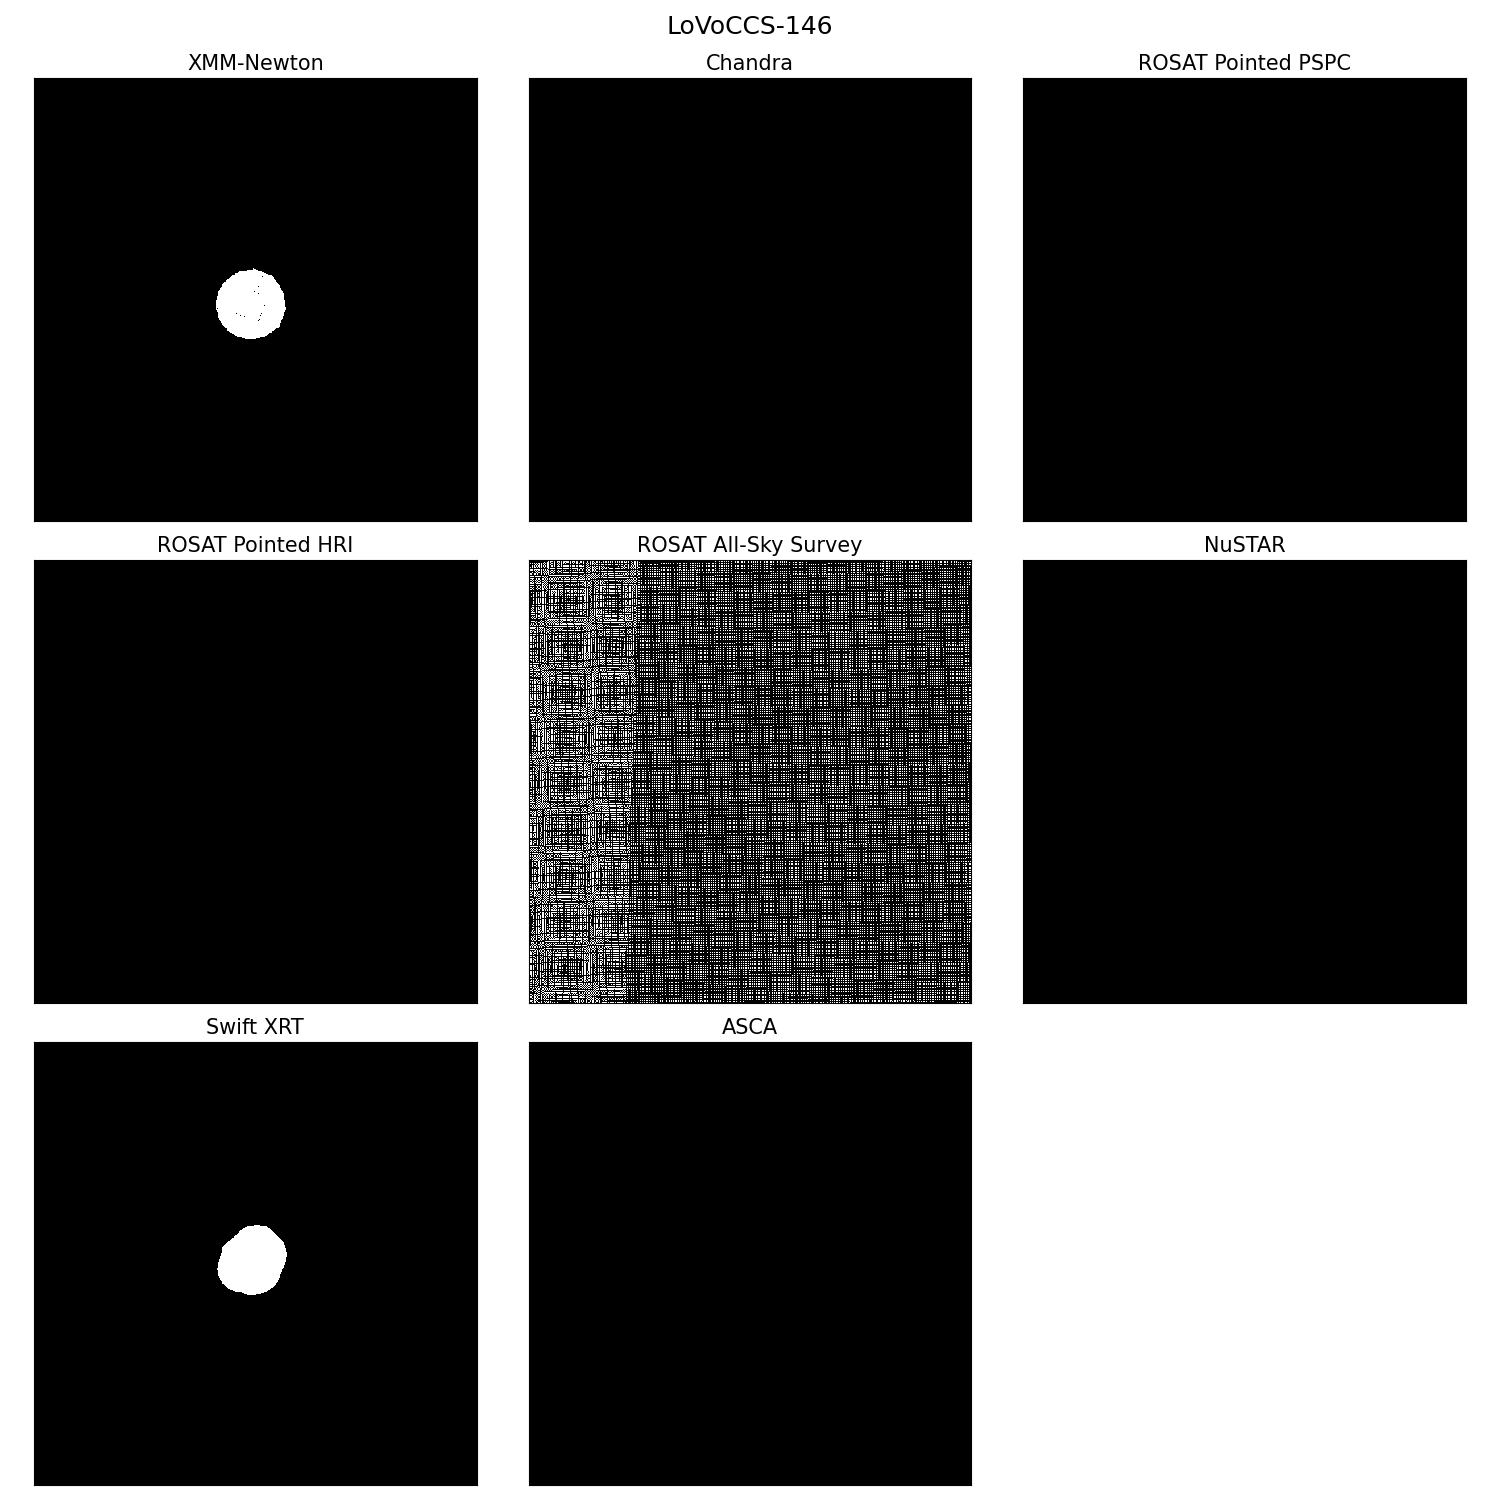 LoVoCCS-146
XMM-Newton
Chandra
ROSAT Pointed PSPC
ROSAT Pointed HRI
ROSAT All-Sky Survey
NuSTAR
Swift XRT
ASCA